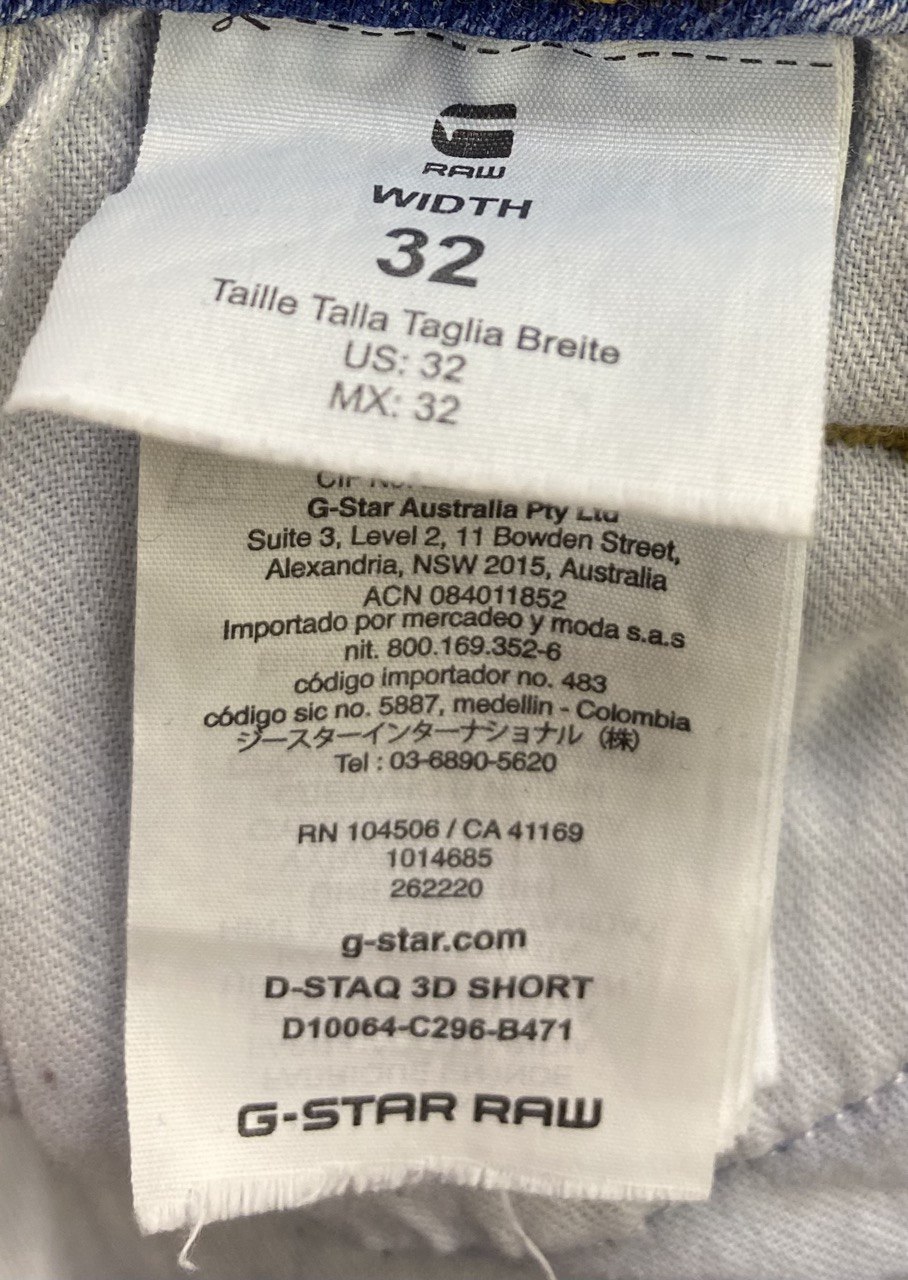 RAW
WIDTH
32
Taille Talla Taglia Breite
US: 32
MX: 32
G-Star Australia Pty Ltd
Suite 3, Level 2, 11 Bowden Street,
Alexandria, NSW 2015, Australia
ACN 084011852
Importado por mercadeo y moda s.a.s
nit. 800.169.352-6
código importador no. 483
código sic no. 5887, medellin - Colombia
ジースターインターナショナル（株）
Tel : 03-6890-5620
RN 104506 / CA 41169
1014685
262220
g-star.com
D-STAQ 3D SHORT
D10064-C296-B471
G-STAR RAW